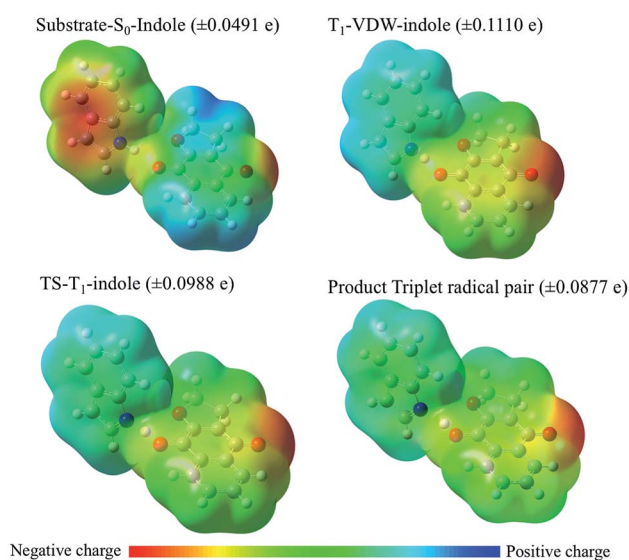 Substrate-S₀-Indole (±0.0491 e)
T₁-VDW-indole (±0.1110 e)
TS-T₁-indole (±0.0988 e)
Product Triplet radical pair (±0.0877 e)
Negative charge
Positive charge